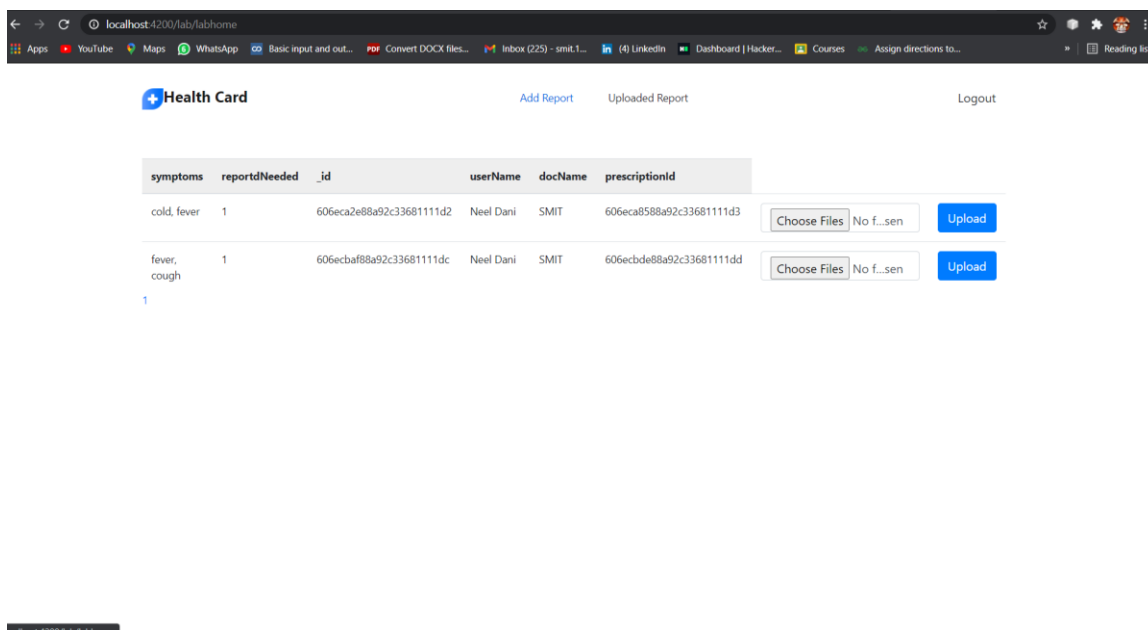 localhost:4200/lab/labhome
Apps YouTube Maps WhatsApp Basic input and out... Convert DOCX files... Inbox (225) - smit.1... (4) LinkedIn Dashboard | Hacker... Courses Assign directions to... » Reading lis
Health Card Add Report Uploaded Report Logout
symptoms reportdNeeded _id userName docName prescriptionId
cold, fever 1 606eca2e88a92c33681111d2 Neel Dani SMIT 606eca8588a92c33681111d3 Choose Files No f...sen Upload
fever, 1 606ecbaf88a92c33681111dc Neel Dani SMIT 606ecbde88a92c33681111dd Choose Files No f...sen Upload
cough
1